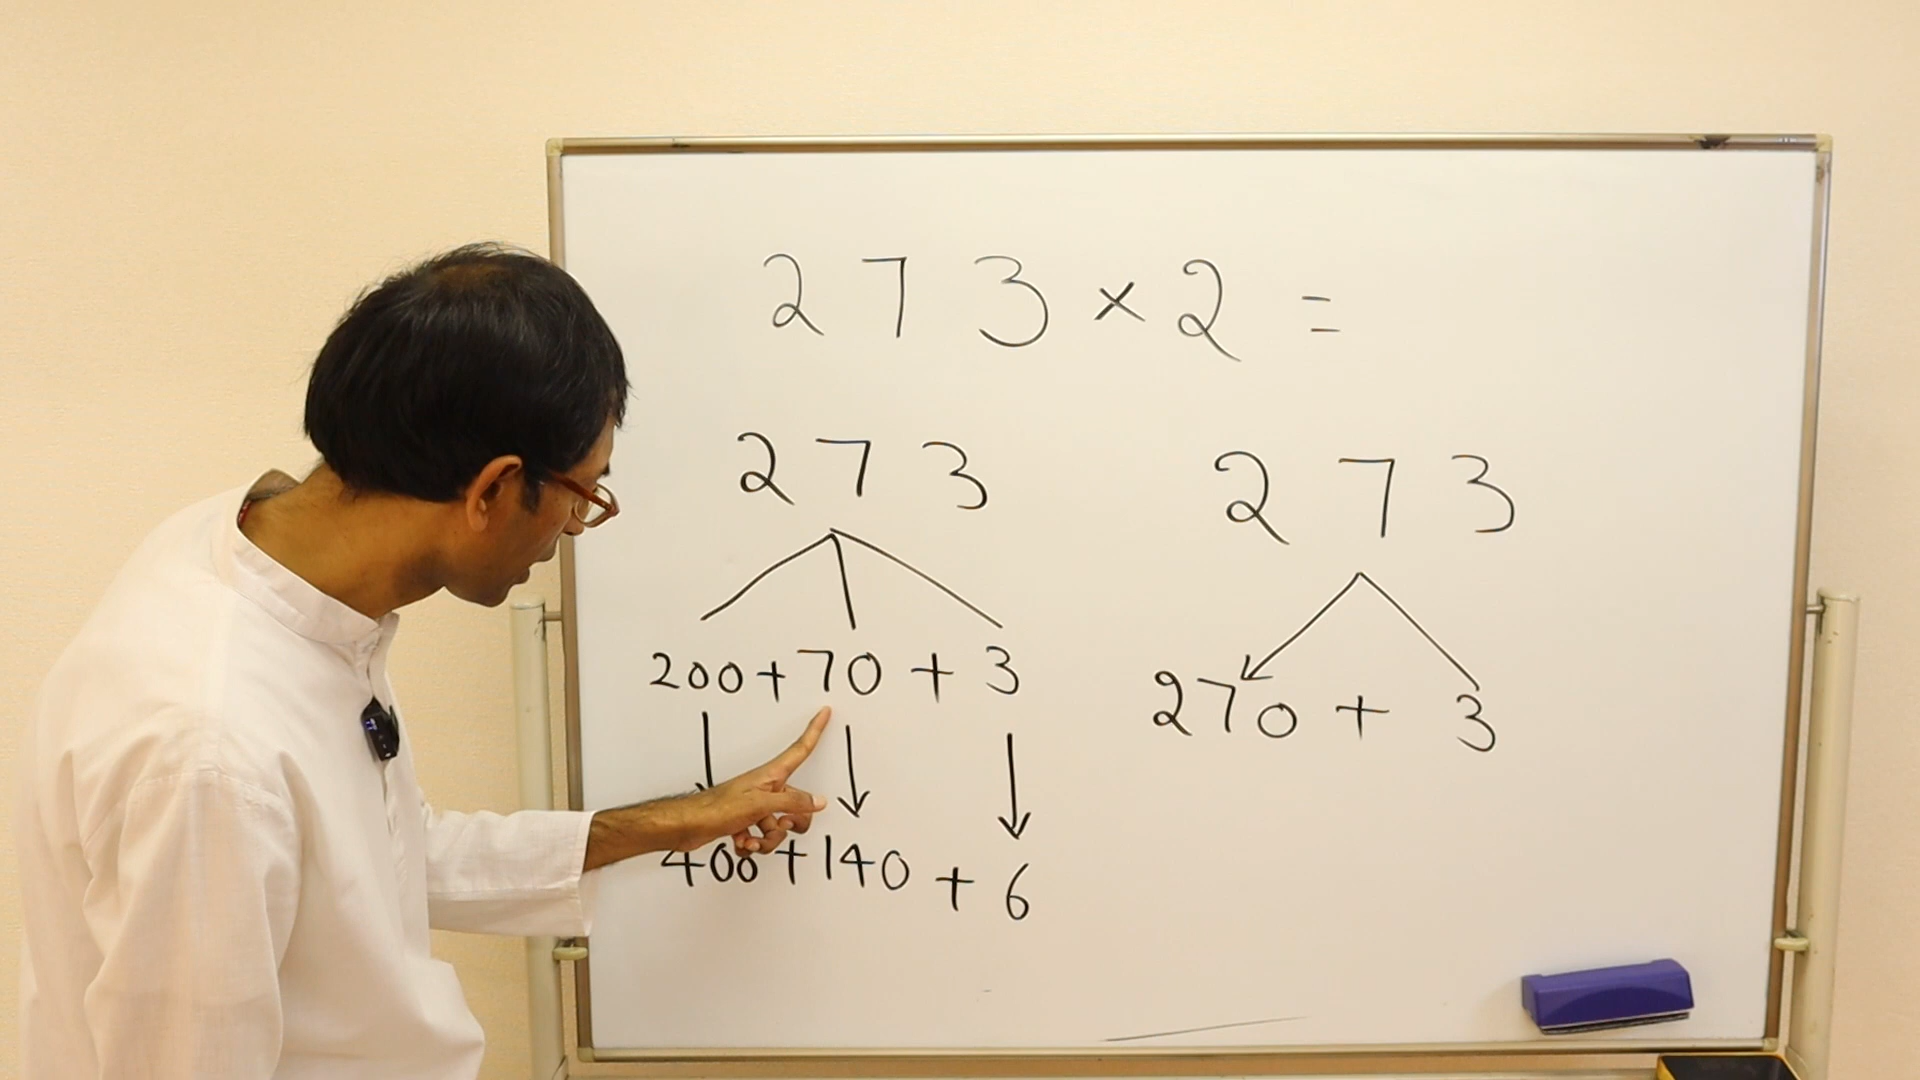 273 × 2 =
273
200 + 70 + 3
400 + 140 + 6
273
270 + 3